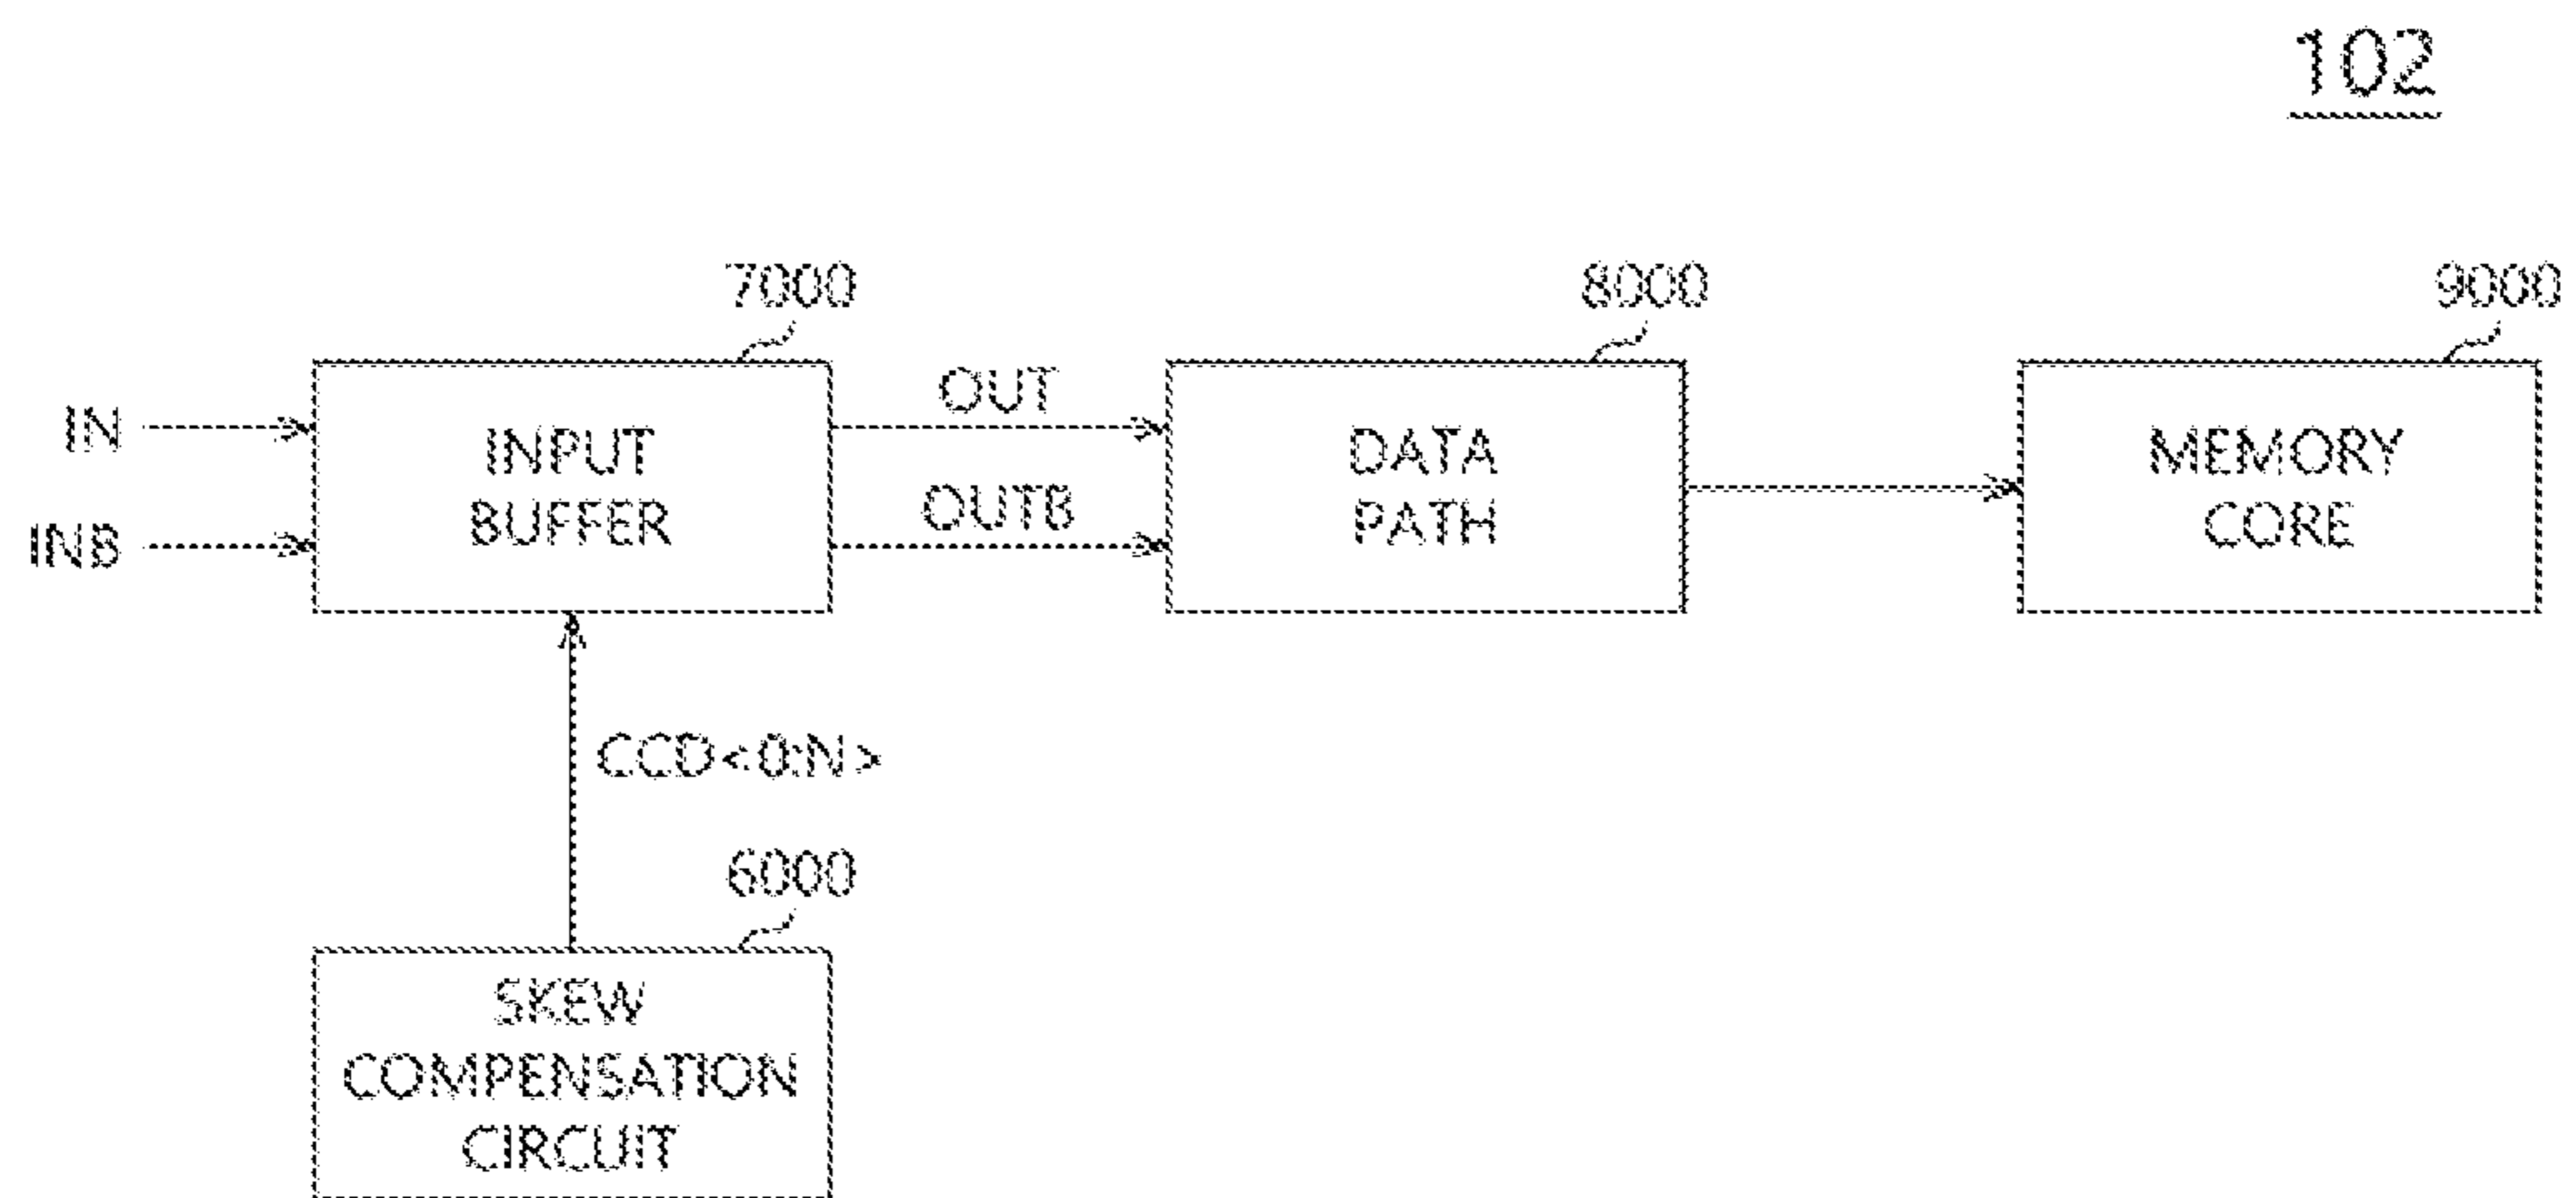 102
7000
8000
9000
IN
INB
INPUT
BUFFER
OUT
OUTB
DATA
PATH
MEMORY
CORE
CCD<0:N>
6000
SKEW
COMPENSATION
CIRCUIT